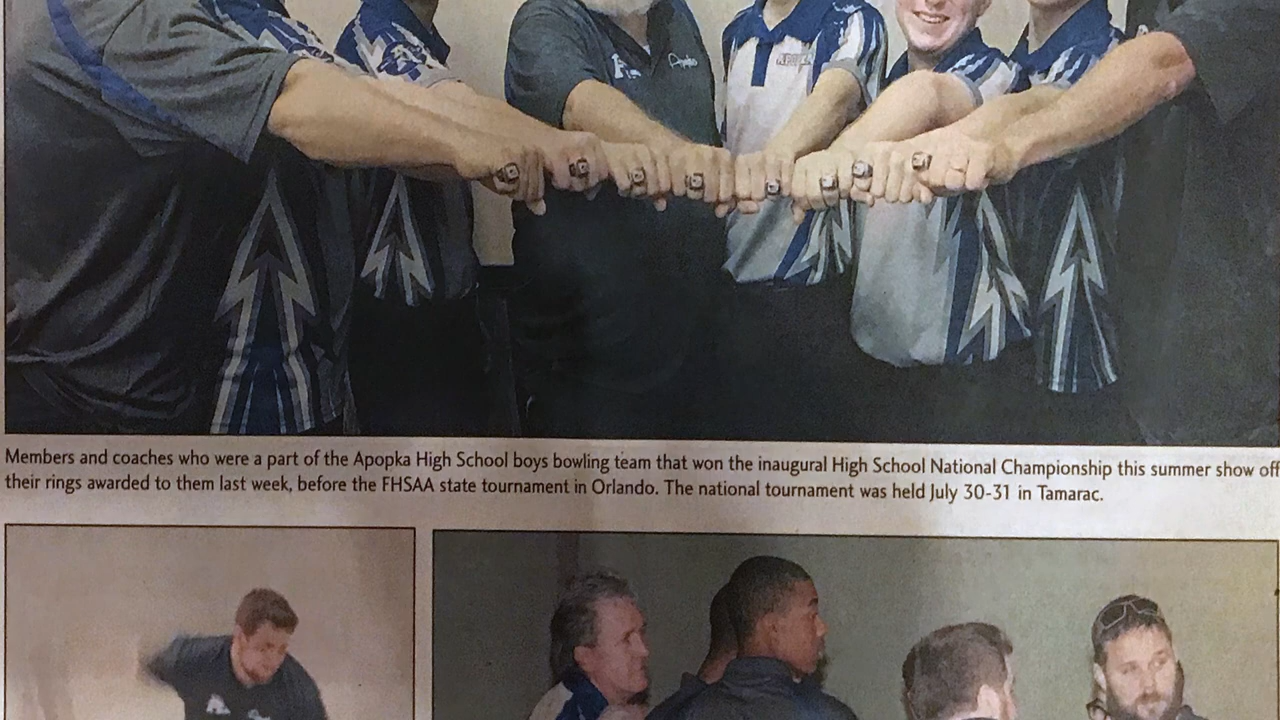 Apopka
APOPKA
Members and coaches who were a part of the Apopka High School boys bowling team that won the inaugural High School National Championship this summer show off
their rings awarded to them last week, before the FHSAA state tournament in Orlando. The national tournament was held July 30-31 in Tamarac.